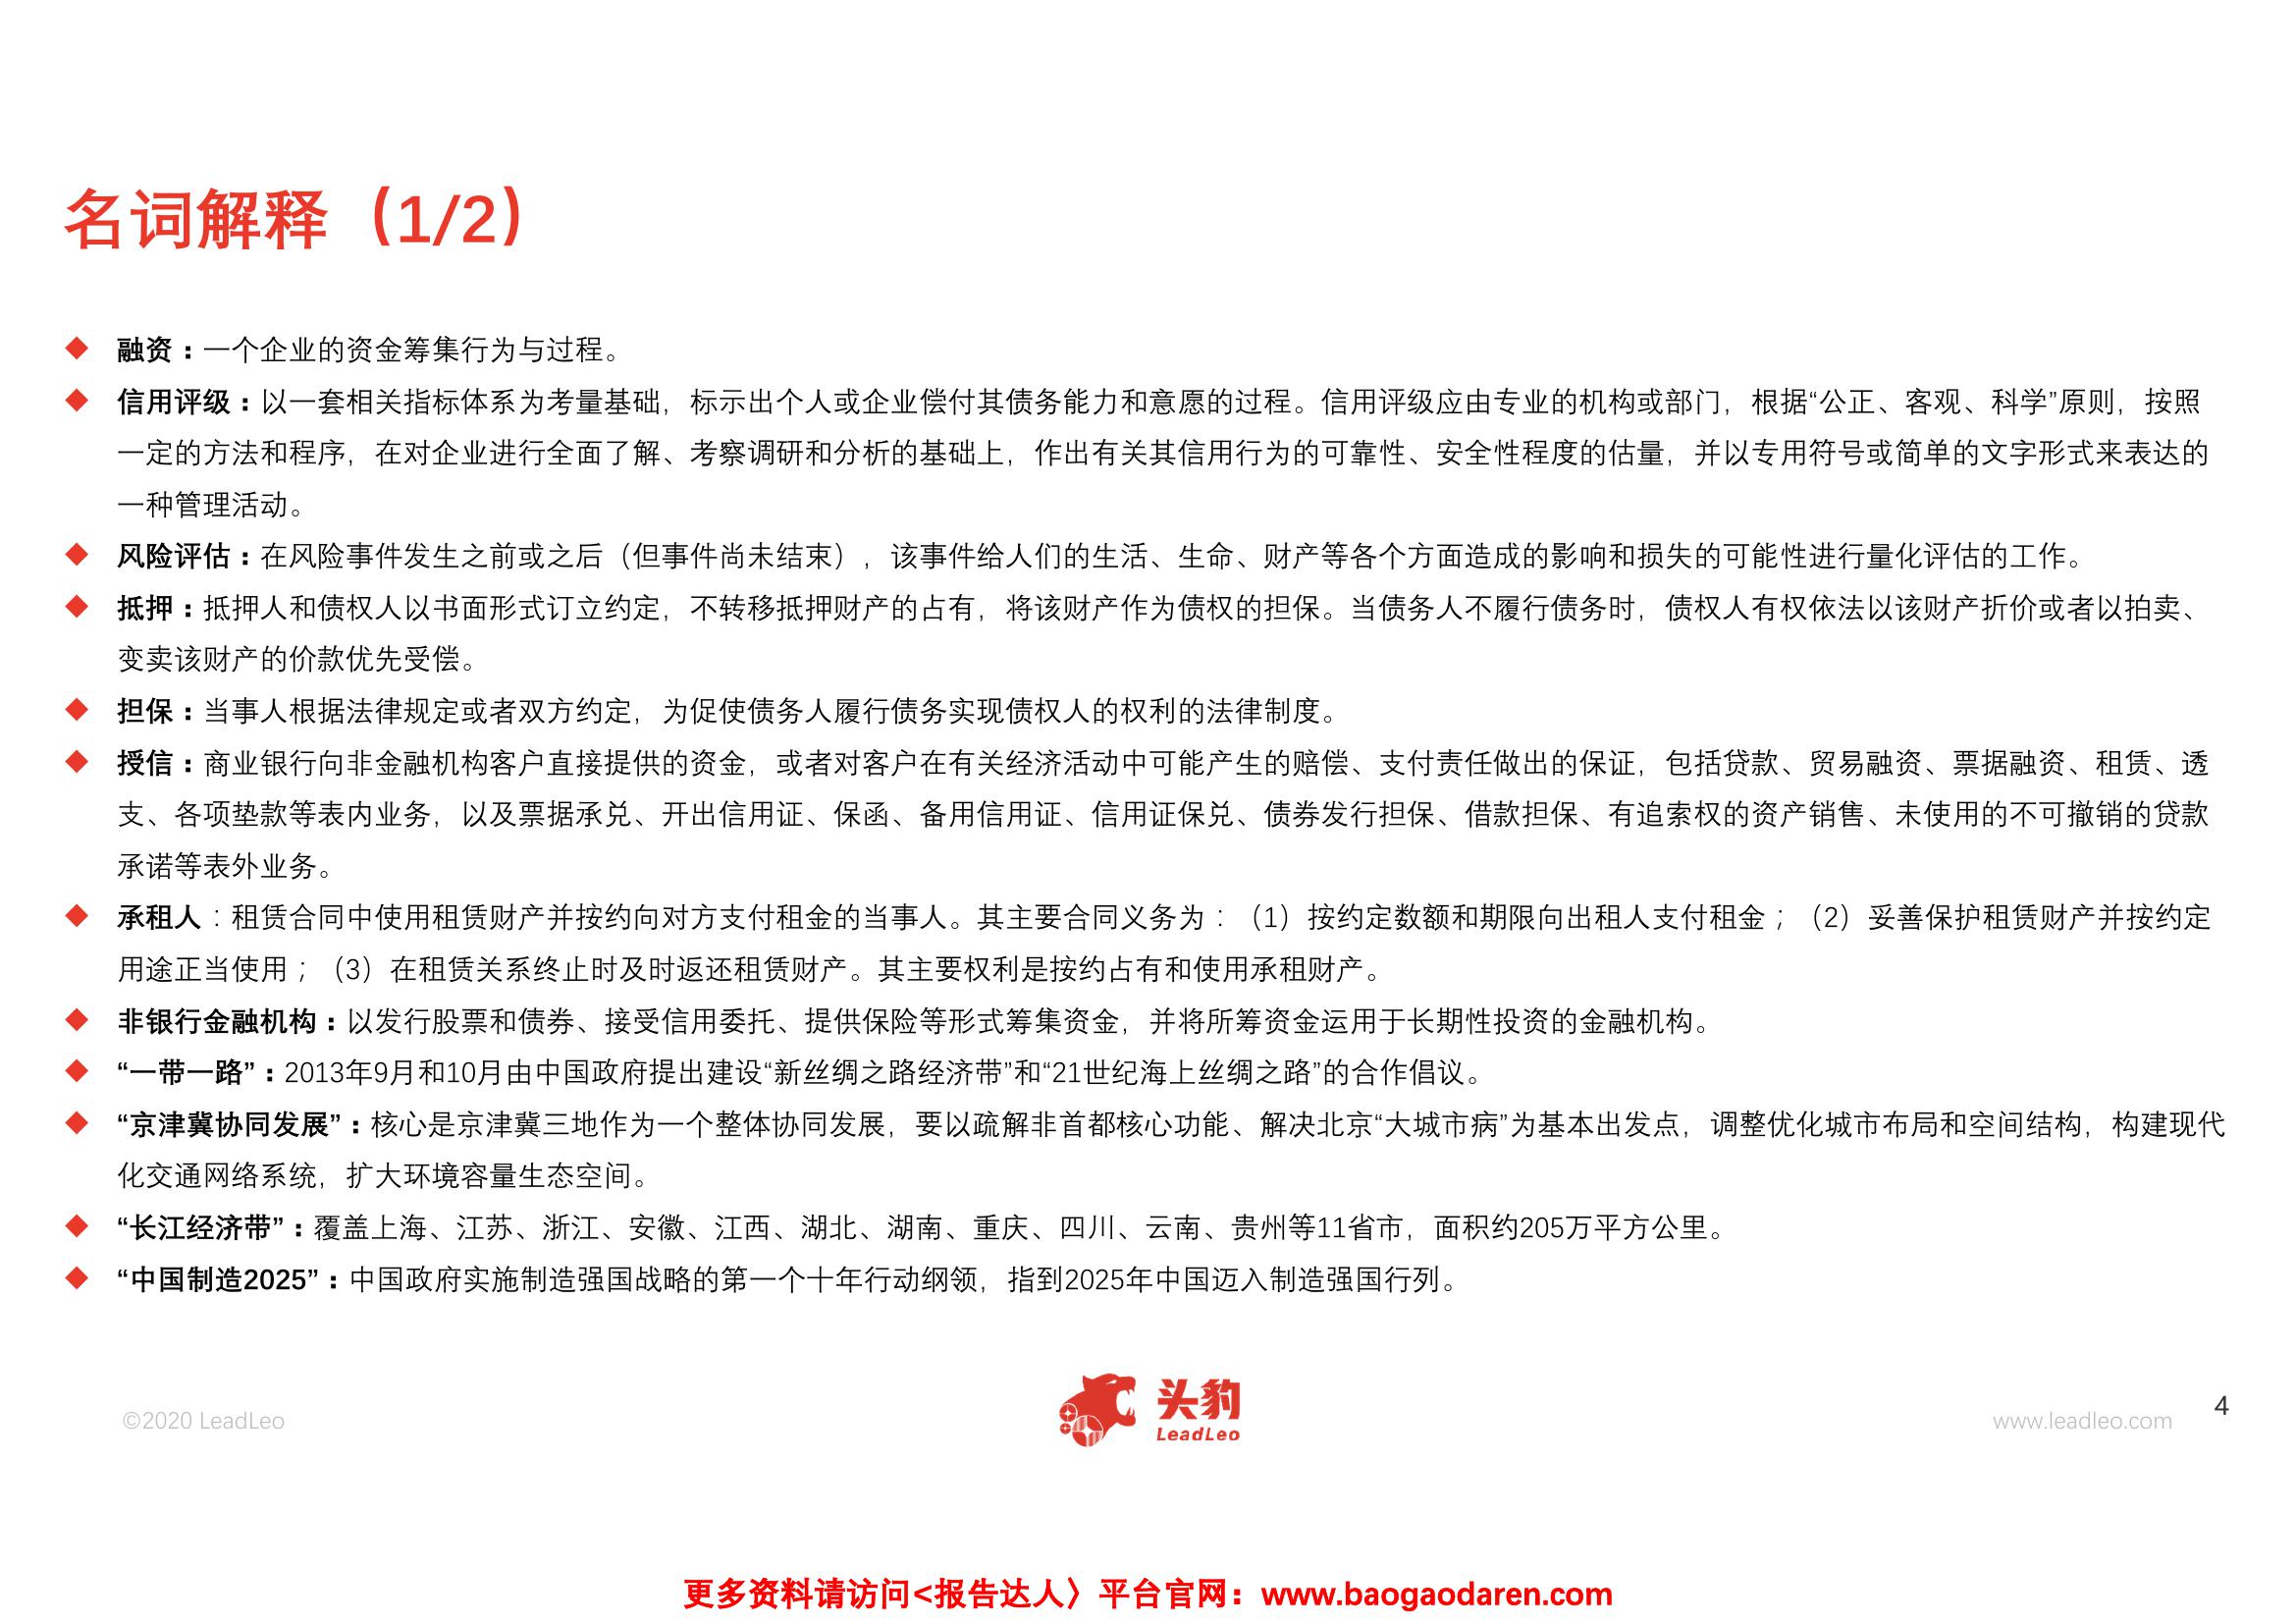 名词解释（1/2）
融资：一个企业的资金筹集行为与过程。
信用评级：以一套相关指标体系为考量基础，标示出个人或企业偿付其债务能力和意愿的过程。信用评级应由专业的机构或部门，根据“公正、客观、科学”原则，按照
一定的方法和程序，在对企业进行全面了解、考察调研和分析的基础上，作出有关其信用行为的可靠性、安全性程度的估量，并以专用符号或简单的文字形式来表达的
一种管理活动。
风险评估：在风险事件发生之前或之后（但事件尚未结束），该事件给人们的生活、生命、财产等各个方面造成的影响和损失的可能性进行量化评估的工作。
抵押：抵押人和债权人以书面形式订立约定，不转移抵押财产的占有，将该财产作为债权的担保。当债务人不履行债务时，债权人有权依法以该财产折价或者以拍卖、
变卖该财产的价款优先受偿。
担保：当事人根据法律规定或者双方约定，为促使债务人履行债务实现债权人的权利的法律制度。
授信：商业银行向非金融机构客户直接提供的资金，或者对客户在有关经济活动中可能产生的赔偿、支付责任做出的保证，包括贷款、贸易融资、票据融资、租赁、透
支、各项垫款等表内业务，以及票据承兑、开出信用证、保函、备用信用证、信用证保兑、债券发行担保、借款担保、有追索权的资产销售、未使用的不可撤销的贷款
承诺等表外业务。
承租人：租赁合同中使用租赁财产并按约向对方支付租金的当事人。其主要合同义务为：（1）按约定数额和期限向出租人支付租金；（2）妥善保护租赁财产并按约定
用途正当使用；（3）在租赁关系终止时及时返还租赁财产。其主要权利是按约占有和使用承租财产。
非银行金融机构：以发行股票和债券、接受信用委托、提供保险等形式筹集资金，并将所筹资金运用于长期性投资的金融机构。
“一带一路”：2013年9月和10月由中国政府提出建设“新丝绸之路经济带”和“21世纪海上丝绸之路”的合作倡议。
“京津冀协同发展”：核心是京津冀三地作为一个整体协同发展，要以疏解非首都核心功能、解决北京“大城市病”为基本出发点，调整优化城市布局和空间结构，构建现代
化交通网络系统，扩大环境容量生态空间。
“长江经济带”：覆盖上海、江苏、浙江、安徽、江西、湖北、湖南、重庆、四川、云南、贵州等11省市，面积约205万平方公里。
“中国制造2025”：中国政府实施制造强国战略的第一个十年行动纲领，指到2025年中国迈入制造强国行列。
©2020 LeadLeo
头豹
LeadLeo
www.leadleo.com
4
更多资料请访问<报告达人〉平台官网：www.baogaodaren.com